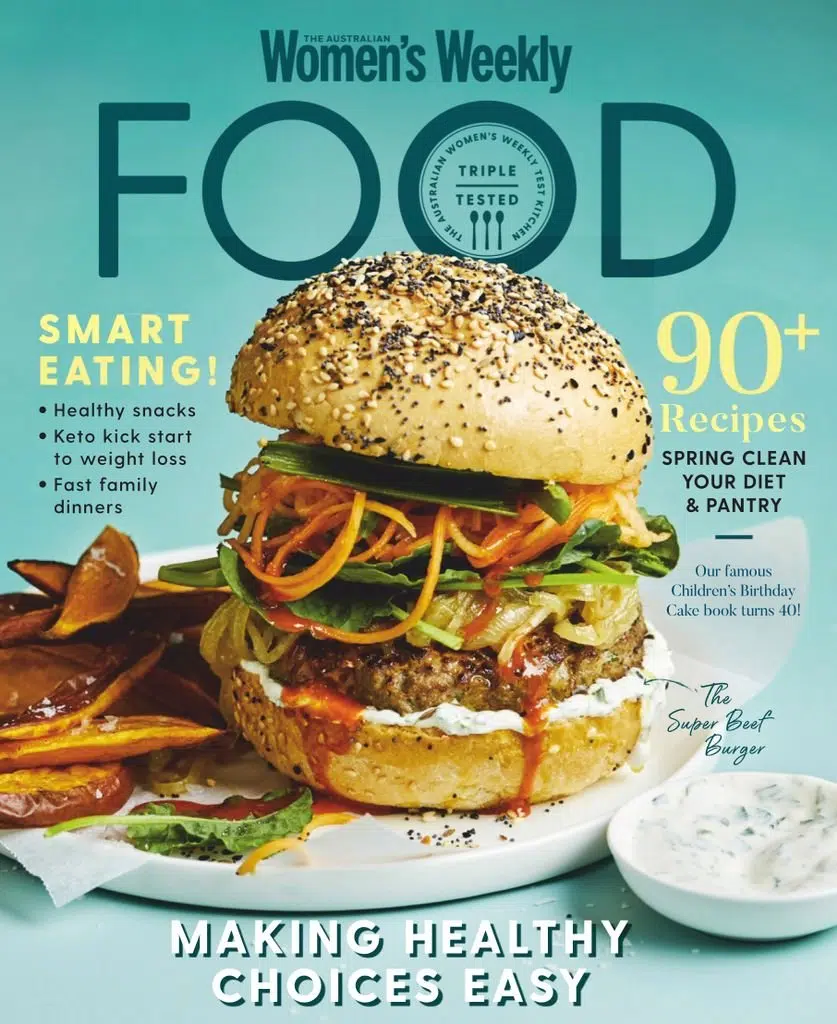 THE AUSTRALIAN
Women's Weekly
FOOD
THE AUSTRALIAN WOMEN'S WEEKLY TEST KITCHEN
TRIPLE
TESTED
SMART
EATING!
• Healthy snacks
• Keto kick start
to weight loss
• Fast family
dinners
90+
Recipes
SPRING CLEAN
YOUR DIET
& PANTRY
Our famous
Children's Birthday
Cake book turns 40!
The
Super Beef
Burger
MAKING HEALTHY
CHOICES EASY